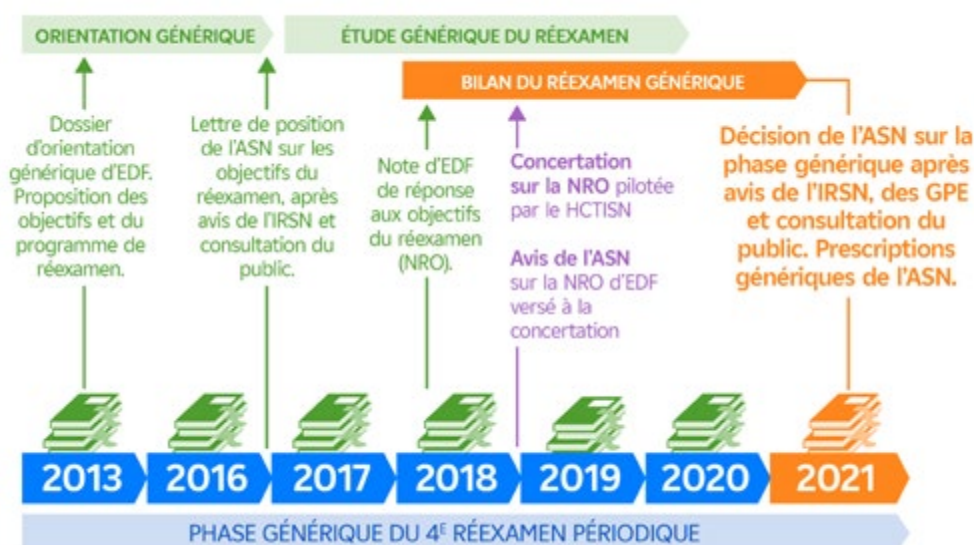 ORIENTATION GÉNÉRIQUE
ÉTUDE GÉNÉRIQUE DU RÉEXAMEN
BILAN DU RÉEXAMEN GÉNÉRIQUE
Dossier
d'orientation
générique d'EDF.
Proposition des
objectifs et du
programme de
réexamen.
Lettre de position
de l'ASN sur les
objectifs du
réexamen, après
avis de l'IRSN et
consultation du
public.
Note d'EDF
de réponse
aux objectifs
du réexamen
(NRO).
Concertation
sur la NRO pilotée
par le HCTISN
Avis de l'ASN
sur la NRO d'EDF
versé à la
concertation
Décision de l'ASN sur la
phase générique après
avis de l'IRSN, des GPE
et consultation du
public. Prescriptions
génériques de l'ASN.
2013 2016 2017 2018 2019 2020 2021
PHASE GÉNÉRIQUE DU 4E RÉEXAMEN PÉRIODIQUE